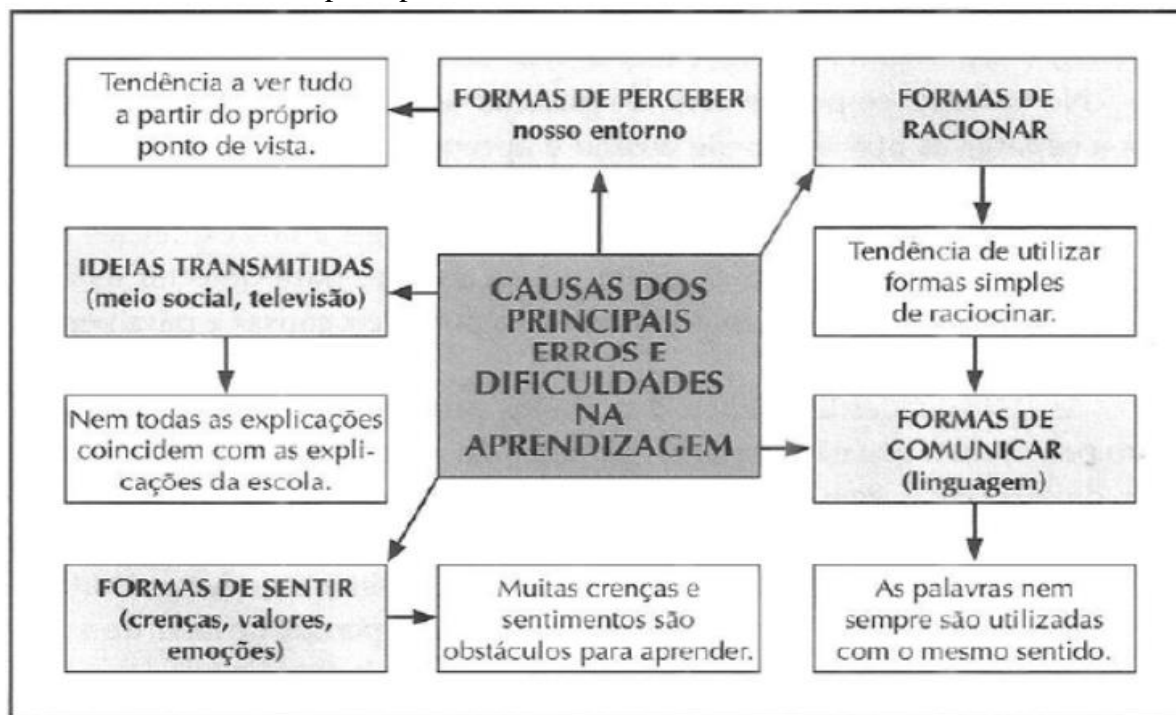 Tendência a ver tudo
a partir do próprio
ponto de vista.
FORMAS DE PERCEBER
nosso entorno
FORMAS DE
RACIONAR
IDEIAS TRANSMITIDAS
(meio social, televisão)
CAUSAS DOS
PRINCIPAIS
ERROS E
DIFICULDADES
NA
APRENDIZAGEM
Tendência de utilizar
formas simples
de raciocinar.
Nem todas as explicações
coincidem com as expli-
cações da escola.
FORMAS DE
COMUNICAR
(linguagem)
FORMAS DE SENTIR
(crenças, valores,
emoções)
Muitas crenças e
sentimentos são
obstáculos para aprender.
As palavras nem
sempre são utilizadas
com o mesmo sentido.